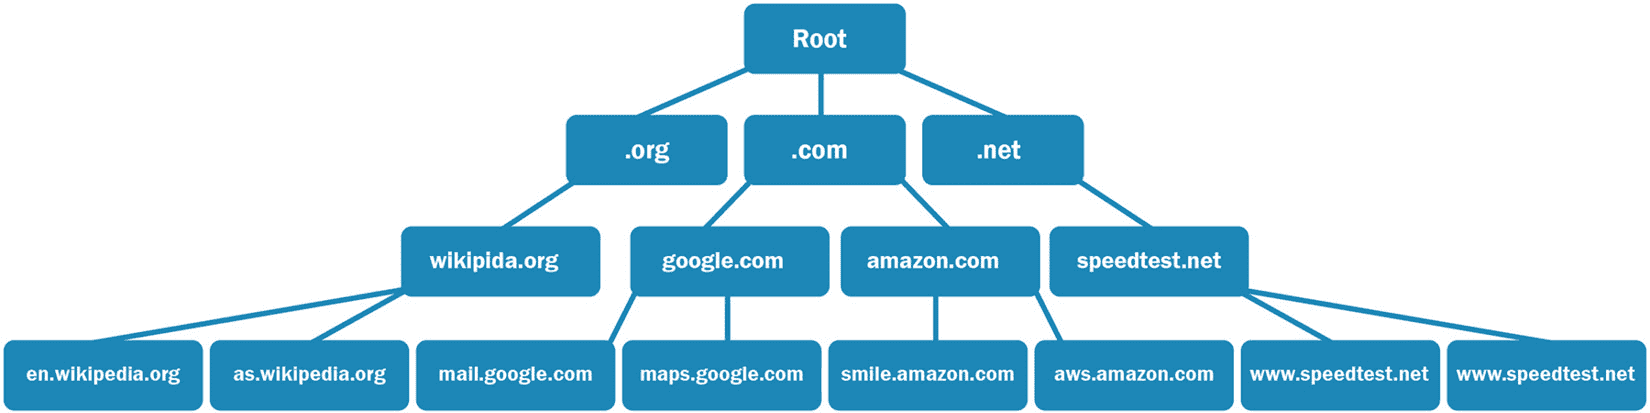 Root
.org
.com
.net
wikipida.org
google.com
amazon.com
speedtest.net
en.wikipedia.org
as.wikipedia.org
mail.google.com
maps.google.com
smile.amazon.com
aws.amazon.com
www.speedtest.net
www.speedtest.net